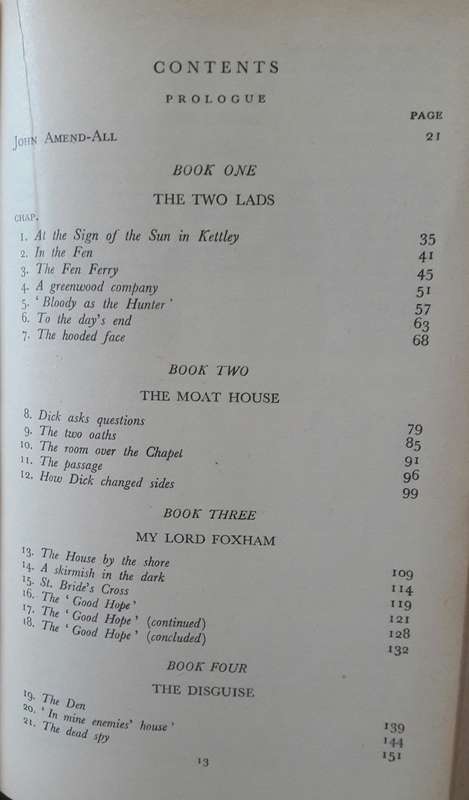 CONTENTS
PROLOGUE
PAGE
JOHN AMEND-ALL 21
BOOK ONE
THE TWO LADS
CHAP.
1. At the Sign of the Sun in Kettley 35
2. In the Fen 41
3. The Fen Ferry 45
4. A greenwood company 51
5. ‘Bloody as the Hunter’ 57
6. To the day's end 63
7. The hooded face 68
BOOK TWO
THE MOAT HOUSE
8. Dick asks questions 79
9. The two oaths 85
10. The room over the Chapel 91
11. The passage 96
12. How Dick changed sides 99
BOOK THREE
MY LORD FOXHAM
13. The House by the shore 109
14. A skirmish in the dark 114
15. St. Bride's Cross 119
16. The ‘Good Hope’ 121
17. The ‘Good Hope’ (continued) 128
18. The ‘Good Hope’ (concluded) 132
BOOK FOUR
THE DISGUISE
19. The Den 139
20. ‘In mine enemies' house’ 144
21. The dead spy 151
13